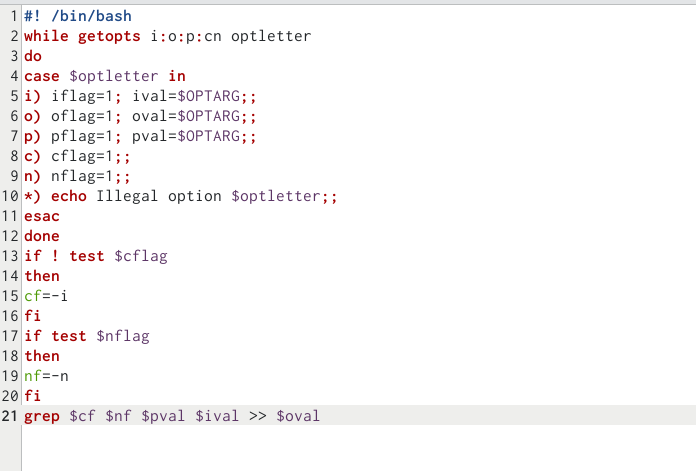 1 #! /bin/bash
2 while getopts i:o:p:cn optletter
3 do
4 case $optletter in
5 i) iflag=1; ival=$OPTARG;;
6 o) oflag=1; oval=$OPTARG;;
7 p) pflag=1; pval=$OPTARG;;
8 c) cflag=1;;
9 n) nflag=1;;
10 *) echo Illegal option $optletter;;
11 esac
12 done
13 if ! test $cflag
14 then
15 cf=-i
16 fi
17 if test $nflag
18 then
19 nf=-n
20 fi
21 grep $cf $nf $pval $ival >> $oval